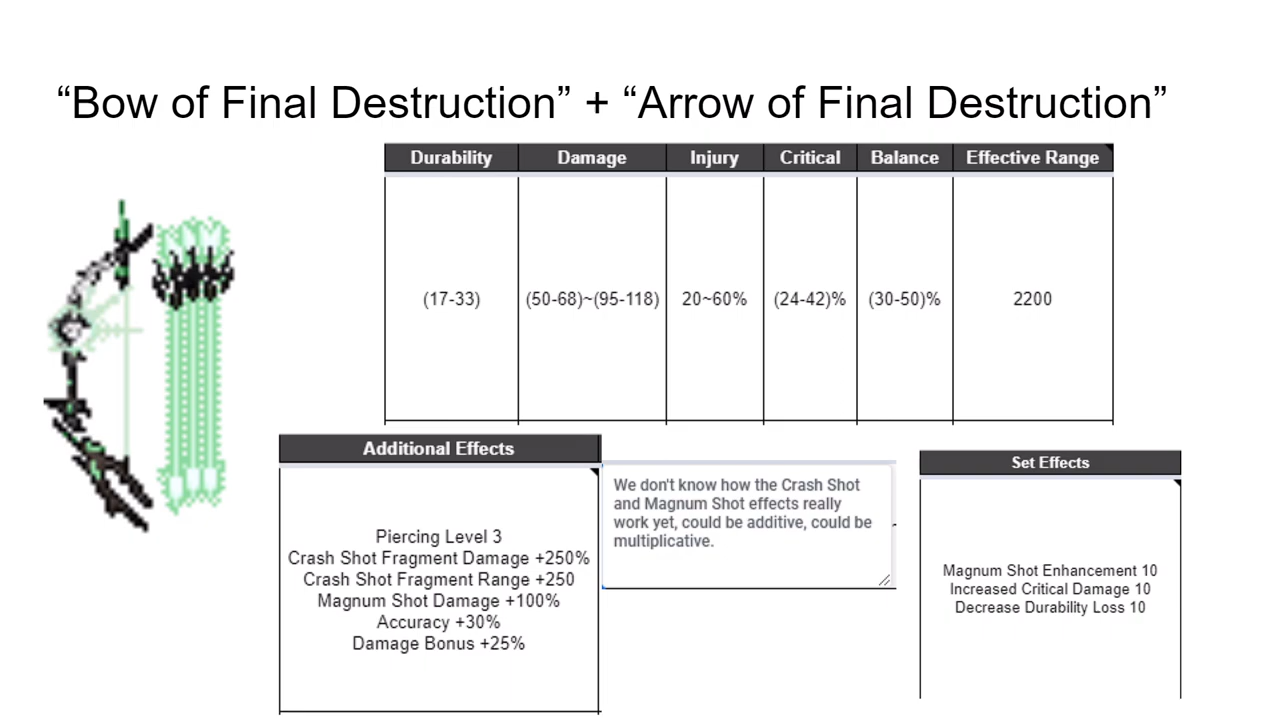 “Bow of Final Destruction” + “Arrow of Final Destruction”
Durability Damage Injury Critical Balance Effective Range
(17-33) (50-68)~(95-118) 20~60% (24-42)% (30-50)% 2200
Additional Effects
Piercing Level 3
Crash Shot Fragment Damage +250%
Crash Shot Fragment Range +250
Magnum Shot Damage +100%
Accuracy +30%
Damage Bonus +25%
We don't know how the Crash Shot
and Magnum Shot effects really
work yet, could be additive, could be
multiplicative.
Set Effects
Magnum Shot Enhancement 10
Increased Critical Damage 10
Decrease Durability Loss 10